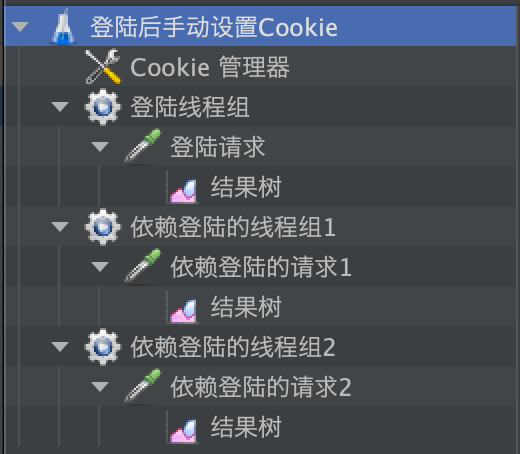 登陆后手动设置Cookie
Cookie 管理器
登陆线程组
登陆请求
结果树
依赖登陆的线程组1
依赖登陆的请求1
结果树
依赖登陆的线程组2
依赖登陆的请求2
结果树